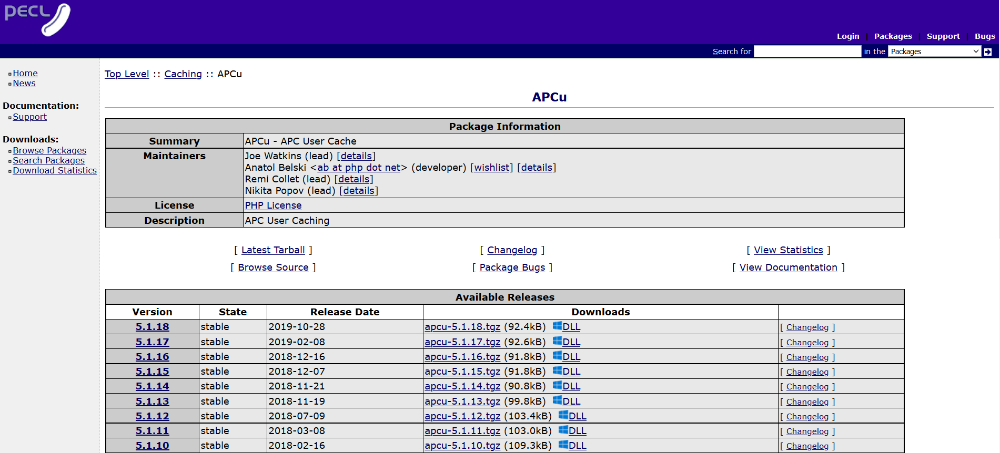 PECL
Login | Packages | Support | Bugs
Search for in the Packages
Home
News
Documentation:
Support
Downloads:
Browse Packages
Search Packages
Download Statistics
Top Level :: Caching :: APCu
APCu
Package Information
Summary APCu - APC User Cache
Maintainers Joe Watkins (lead) [details]
Anatol Belski <ab at php dot net> (developer) [wishlist] [details]
Remi Collet (lead) [details]
Nikita Popov (lead) [details]
License PHP License
Description APC User Caching
[ Latest Tarball ] [ Changelog ] [ View Statistics ]
[ Browse Source ] [ Package Bugs ] [ View Documentation ]
Available Releases
Version State Release Date Downloads
5.1.18 stable 2019-10-28 apcu-5.1.18.tgz (92.4kB) DLL [ Changelog ]
5.1.17 stable 2019-02-08 apcu-5.1.17.tgz (92.6kB) DLL [ Changelog ]
5.1.16 stable 2018-12-16 apcu-5.1.16.tgz (91.8kB) DLL [ Changelog ]
5.1.15 stable 2018-12-07 apcu-5.1.15.tgz (91.8kB) DLL [ Changelog ]
5.1.14 stable 2018-11-21 apcu-5.1.14.tgz (90.8kB) DLL [ Changelog ]
5.1.13 stable 2018-11-19 apcu-5.1.13.tgz (99.8kB) DLL [ Changelog ]
5.1.12 stable 2018-07-09 apcu-5.1.12.tgz (103.4kB) DLL [ Changelog ]
5.1.11 stable 2018-03-08 apcu-5.1.11.tgz (103.0kB) DLL [ Changelog ]
5.1.10 stable 2018-02-16 apcu-5.1.10.tgz (109.3kB) DLL [ Changelog ]